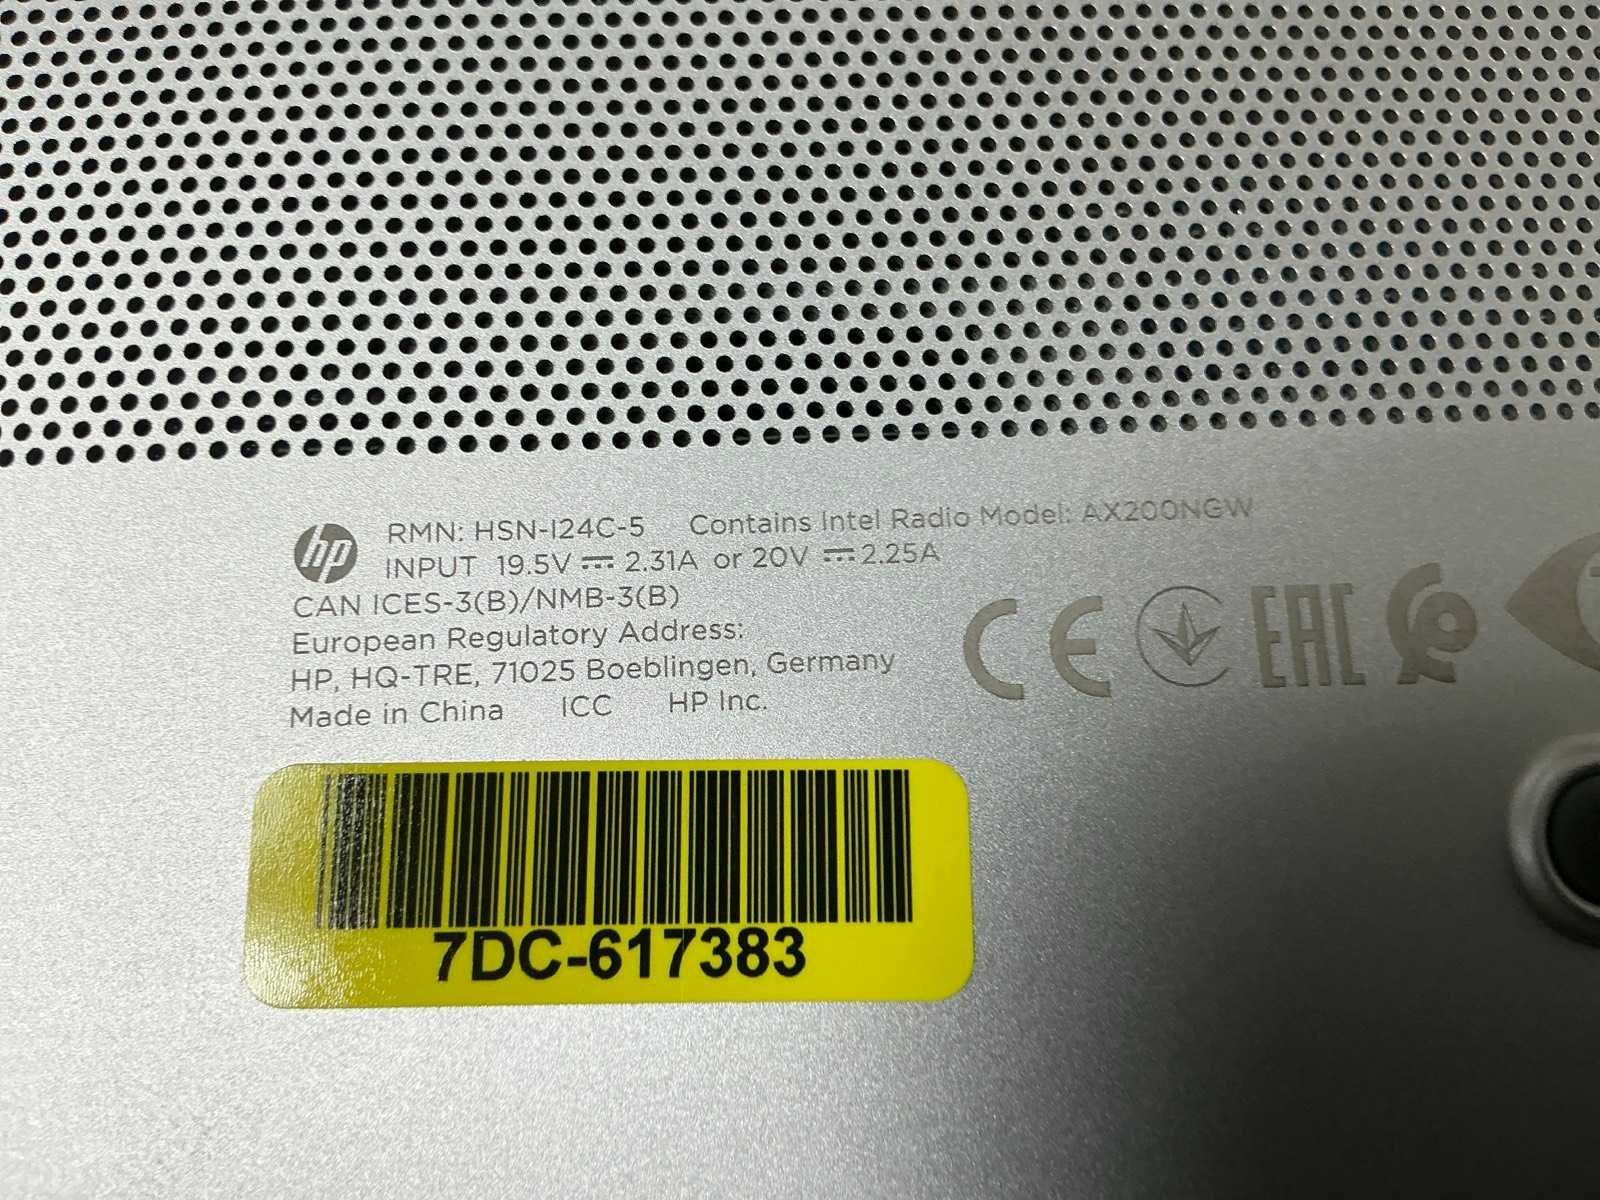 hp RMN: HSN-I24C-5 Contains Intel Radio Model: AX200NGW
INPUT 19.5V ⎓ 2.31A or 20V ⎓ 2.25A
CAN ICES-3(B)/NMB-3(B)
European Regulatory Address:
HP, HQ-TRE, 71025 Boeblingen, Germany
Made in China ICC HP Inc.
CE EAC
7DC-617383